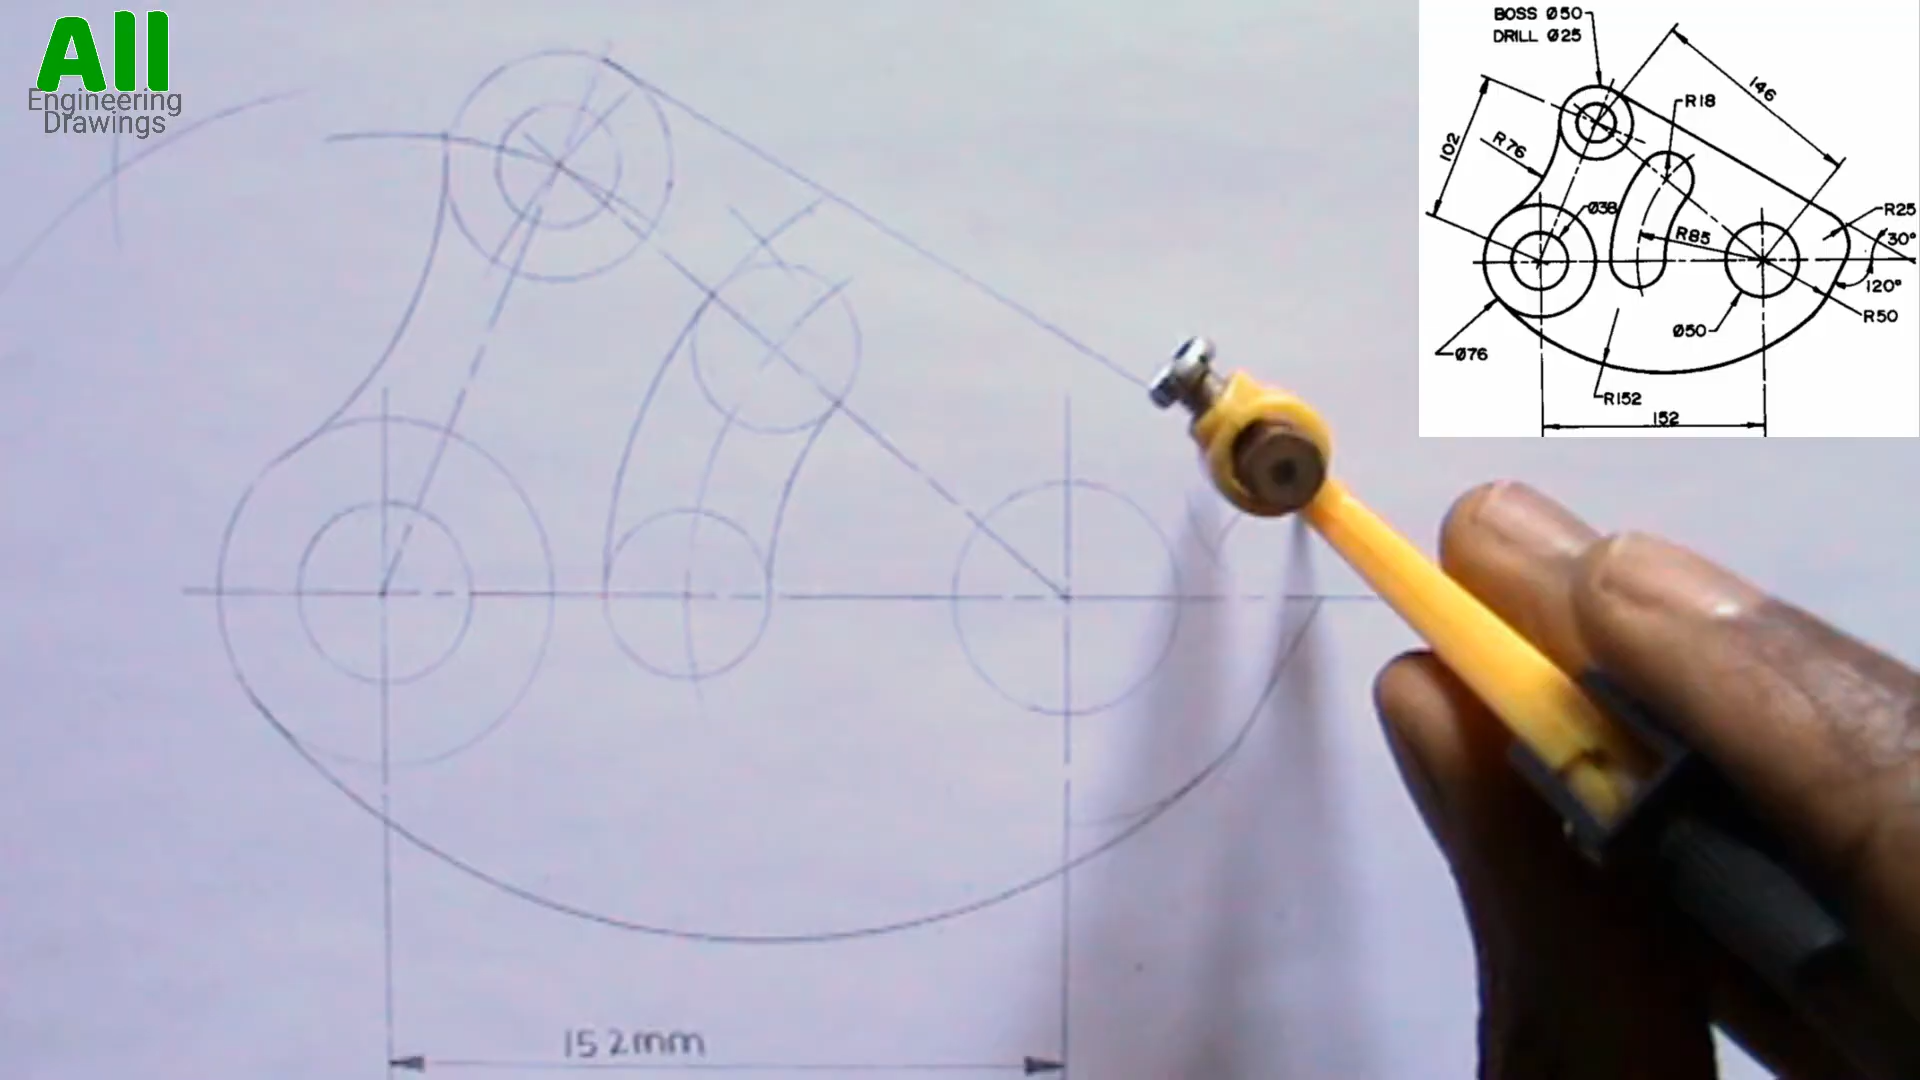 All
Engineering
Drawings
BOSS Ø50
DRILL Ø25
146
R18
102
R76
Ø38
R85
R25
30°
120°
R50
Ø50
Ø76
R152
152
152mm